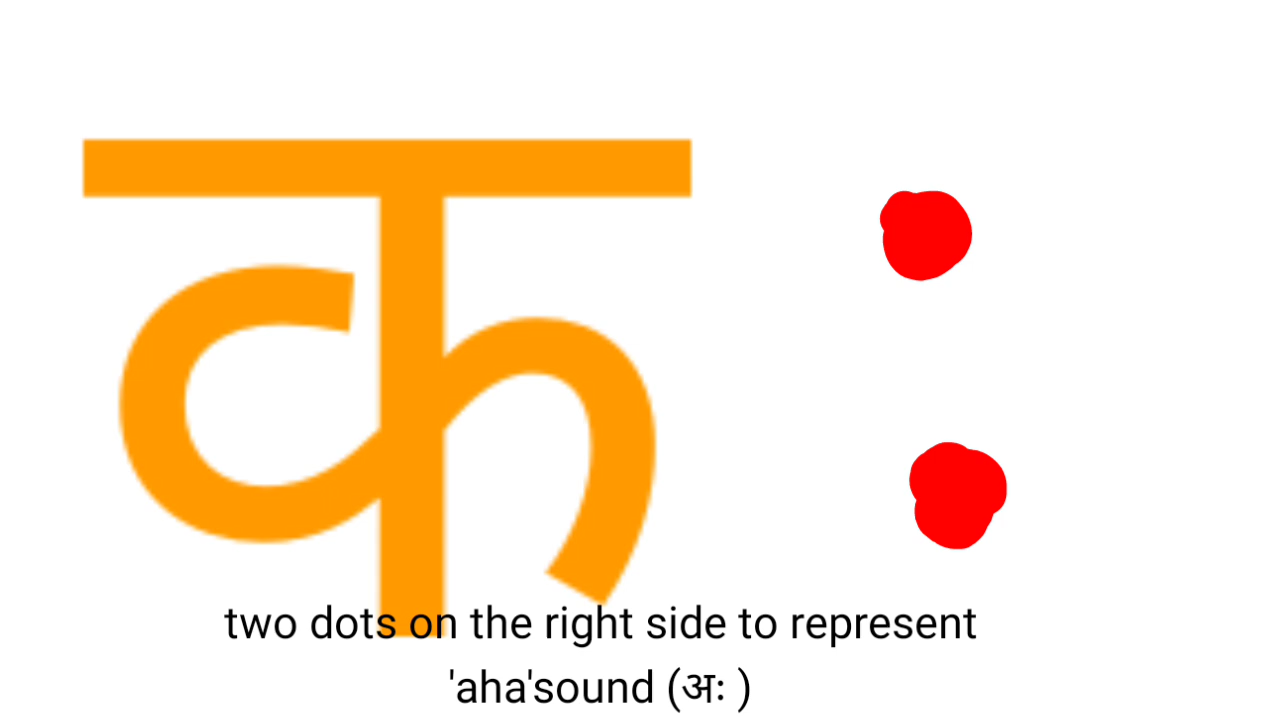 क:
two dots on the right side to represent
'aha'sound (अः )